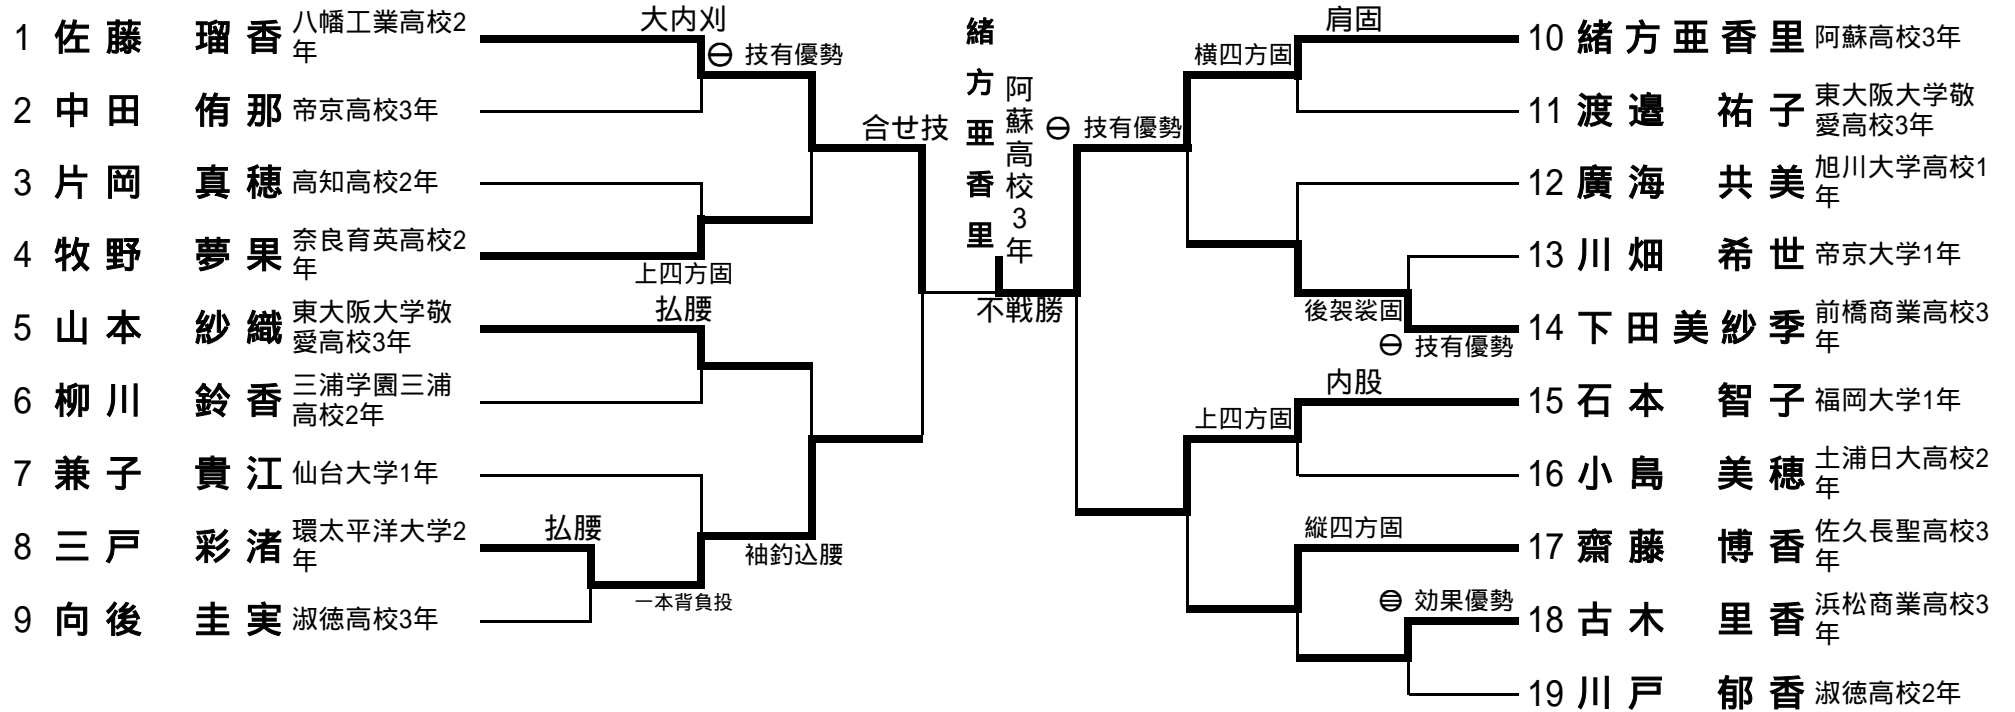 1 佐藤 瑠香 八幡工業高校2
年
2 中田 侑那 帝京高校3年
3 片岡 真穂 高知高校2年
4 牧野 夢果 奈良育英高校2
年
5 山本 紗織 東大阪大学敬
愛高校3年
6 柳川 鈴香 三浦学園三浦
高校2年
7 兼子 貴江 仙台大学1年
8 三戸 彩渚 環太平洋大学2
年
9 向後 圭実 淑徳高校3年
大内刈
⊖ 技有優勢
上四方固
払腰
払腰
一本背負投
袖釣込腰
合せ技
緒方亜香里
阿蘇高校3年
不戦勝
⊖ 技有優勢
肩固
横四方固
後袈裟固
⊖ 技有優勢
内股
上四方固
縦四方固
効果優勢
10 緒方亜香里 阿蘇高校3年
11 渡邉 祐子 東大阪大学敬
愛高校3年
12 廣海 共美 旭川大学高校1
年
13 川畑 希世 帝京大学1年
14 下田美紗季 前橋商業高校3
年
15 石本 智子 福岡大学1年
16 小島 美穂 土浦日大高校2
年
17 齋藤 博香 佐久長聖高校3
年
18 古木 里香 浜松商業高校3
年
19 川戸 郁香 淑徳高校2年